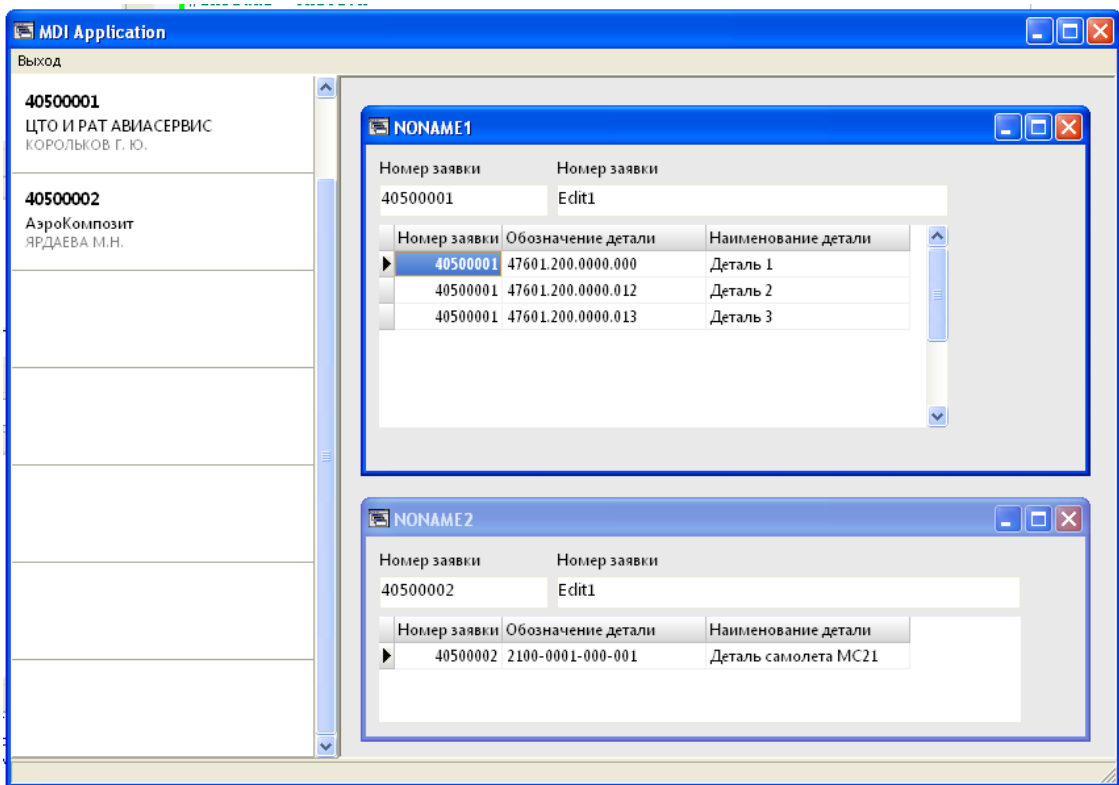 MDI Application
Выход
40500001
ЦТО И РАТ АВИАСЕРВИС
КОРОЛЬКОВ Г. Ю.
40500002
АэроКомпозит
ЯРДАЕВА М.Н.
NONAME1
Номер заявки Номер заявки
40500001 Edit1
Номер заявки Обозначение детали Наименование детали
40500001 47601.200.0000.000 Деталь 1
40500001 47601.200.0000.012 Деталь 2
40500001 47601.200.0000.013 Деталь 3
NONAME2
Номер заявки Номер заявки
40500002 Edit1
Номер заявки Обозначение детали Наименование детали
40500002 2100-0001-000-001 Деталь самолета МС21